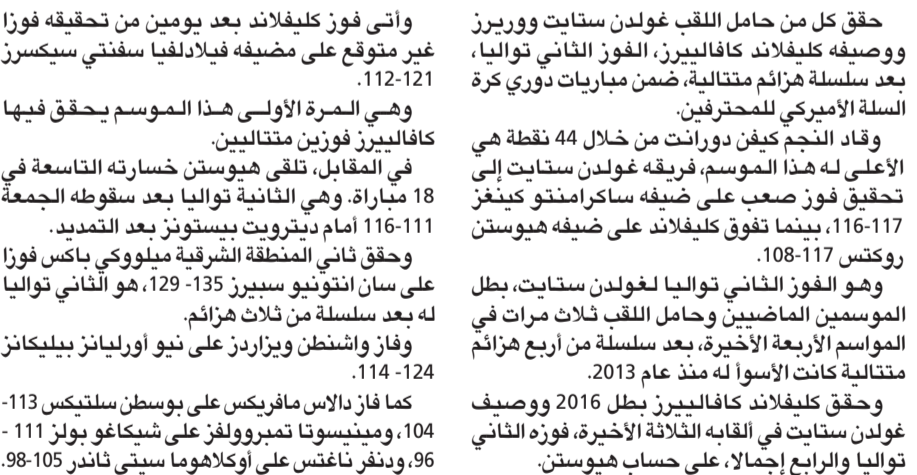 حقق كل من حامل اللقب غولدن ستايت ووريرز
ووصيفه كليفلاند كافالييرز، الفوز الثاني تواليا،
بعد سلسلة هزائم متتالية، ضمن مباريات دوري كرة
السلة الأميركي للمحترفين.
وقاد النجم كيفن دورانت من خلال 44 نقطة هي
الأعلى له هذا الموسم، فريقه غولدن ستايت إلى
تحقيق فوز صعب على ضيفه ساكرامنتو كينغز
117-116، بينما تفوق كليفلاند على ضيفه هيوستن
روكتس 117-108.
وهو الفوز الثاني تواليا لغولدن ستايت، بطل
الموسمين الماضيين وحامل اللقب ثلاث مرات في
المواسم الأربعة الأخيرة، بعد سلسلة من أربع هزائم
متتالية كانت الأسوأ له منذ عام 2013.
وحقق كليفلاند كافالييرز بطل 2016 ووصيف
غولدن ستايت في ألقابه الثلاثة الأخيرة، فوزه الثاني
تواليا والرابع إجمالا، على حساب هيوستن.
وأتى فوز كليفلاند بعد يومين من تحقيقه فوزا
غير متوقع على مضيفه فيلادلفيا سفنتي سيكسرز
121-112.
وهي المرة الأولى هذا الموسم يحقق فيها
كافالييرز فوزين متتاليين.
في المقابل، تلقى هيوستن خسارته التاسعة في
18 مباراة. وهي الثانية تواليا بعد سقوطه الجمعة
111-116 أمام ديترويت بيستونز بعد التمديد.
وحقق ثاني المنطقة الشرقية ميلووكي باكس فوزا
على سان انتونيو سبيرز 135- 129، هو الثاني تواليا
له بعد سلسلة من ثلاث هزائم.
وفاز واشنطن ويزاردز على نيو أورليانز بيليكانز
124- 114.
كما فاز دالاس مافريكس على بوسطن سلتيكس 113-
104، ومينيسوتا تمبروولفز على شيكاغو بولز 111 -
96، ودنفر ناغتس على أوكلاهوما سيتي ثاندر 105-98.